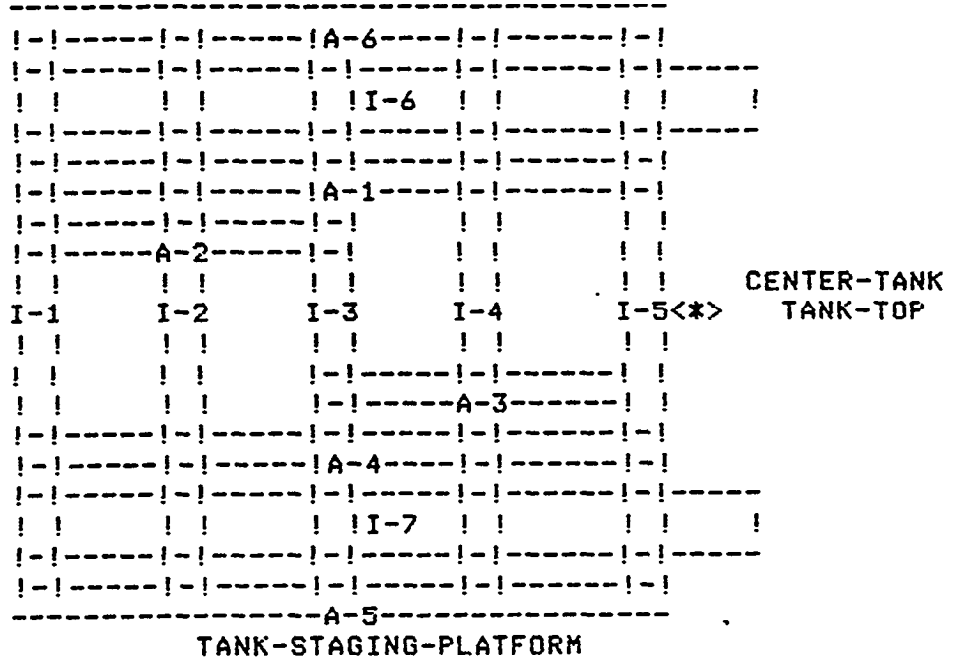 A-6
I-6
A-1
A-2
CENTER-TANK
I-1 I-2 I-3 I-4 I-5<*> TANK-TOP
A-3
A-4
I-7
A-5
TANK-STAGING-PLATFORM